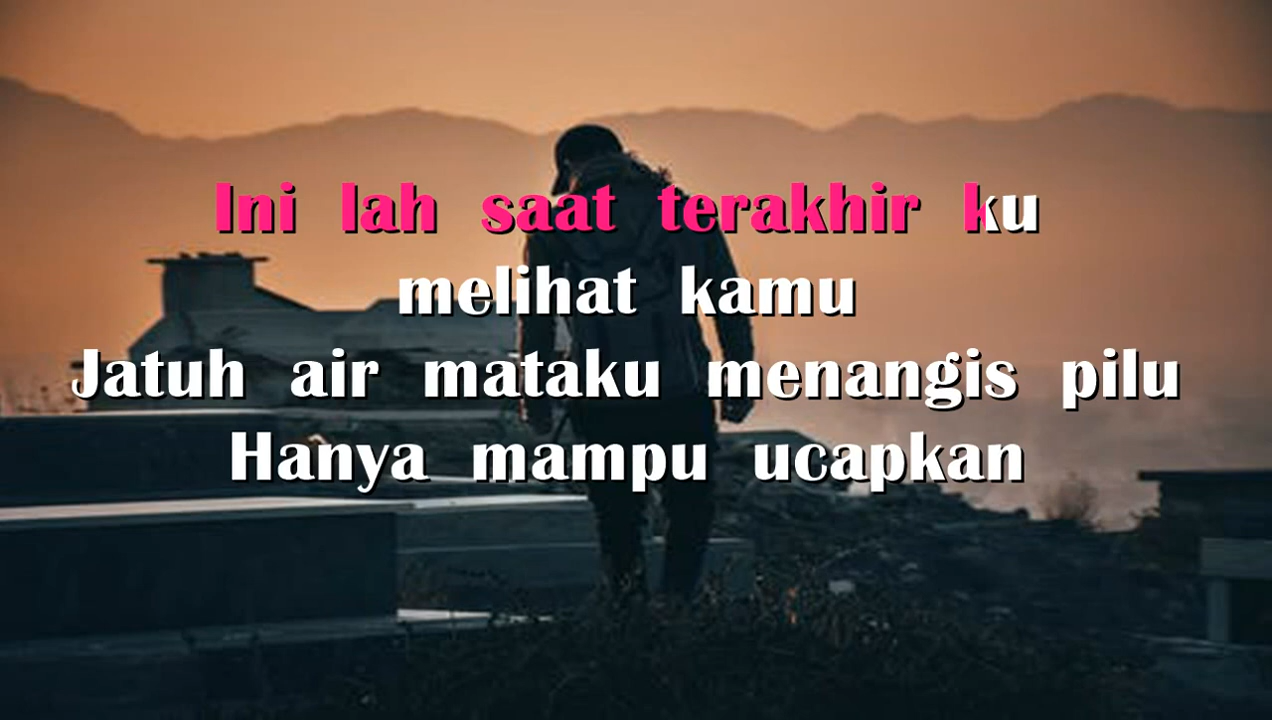 Ini lah saat terakhir ku
melihat kamu
Jatuh air mataku menangis pilu
Hanya mampu ucapkan